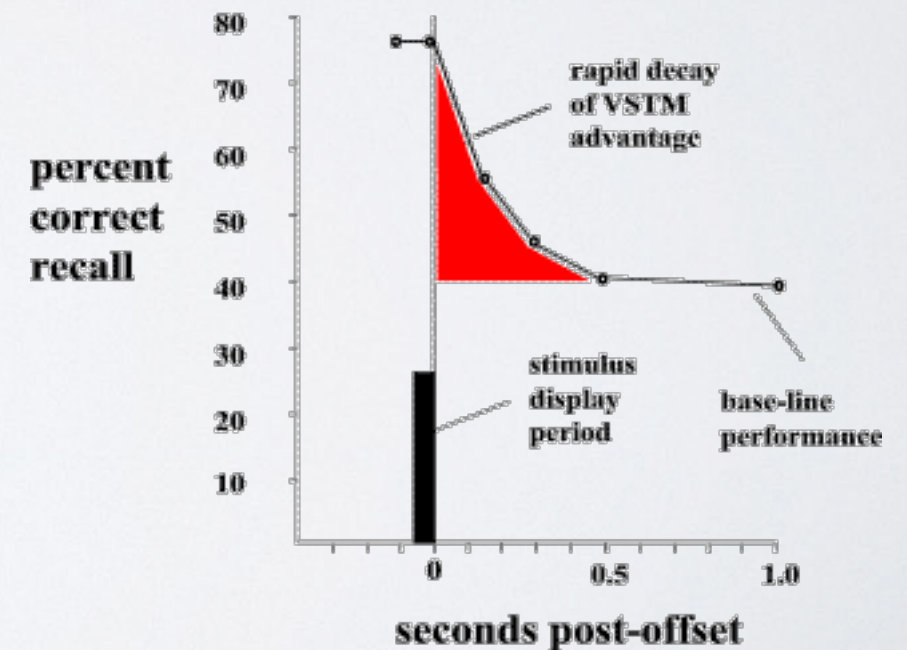 80
70
60
50
40
30
20
10
percent
correct
recall
rapid decay
of VSTM
advantage
stimulus
display
period
base-line
performance
0
0.5
1.0
seconds post-offset